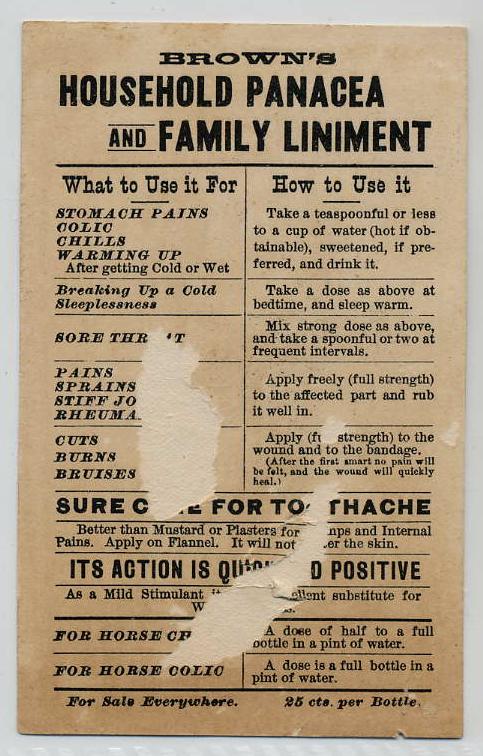 BROWN'S
HOUSEHOLD PANACEA
AND FAMILY LINIMENT
What to Use it For
STOMACH PAINS
COLIC
CHILLS
WARMING UP
After getting Cold or Wet
How to Use it
Take a teaspoonful or less
to a cup of water (hot if ob-
tainable), sweetened, if pre-
ferred, and drink it.
Breaking Up a Cold
Sleeplessness
Take a dose as above at
bedtime, and sleep warm.
SORE
Mix strong dose as above,
and take a spoonful or two at
frequent intervals.
PAINS
SPRAINS
STIFF
Apply freely (full strength)
to the affected part and rub
it well in.
CUTS
BURNS
BRUISES
Apply strength) to the
wound and to the bandage.
(After the first smart no pain will
be felt, and the wound will quickly
heal.)
SURE FOR
Better than Mustard or Plasters for and Internal
Pains. Apply on Flannel. It will not the skin.
ITS ACTION IS POSITIVE
As a Mild Stimulant substitute for
FOR HORSE
A dose of half to a full
bottle in a pint of water.
FOR HORSE COLIC
A dose is a full bottle in a
pint of water.
For Sale Everywhere. 25 cts. per Bottle.